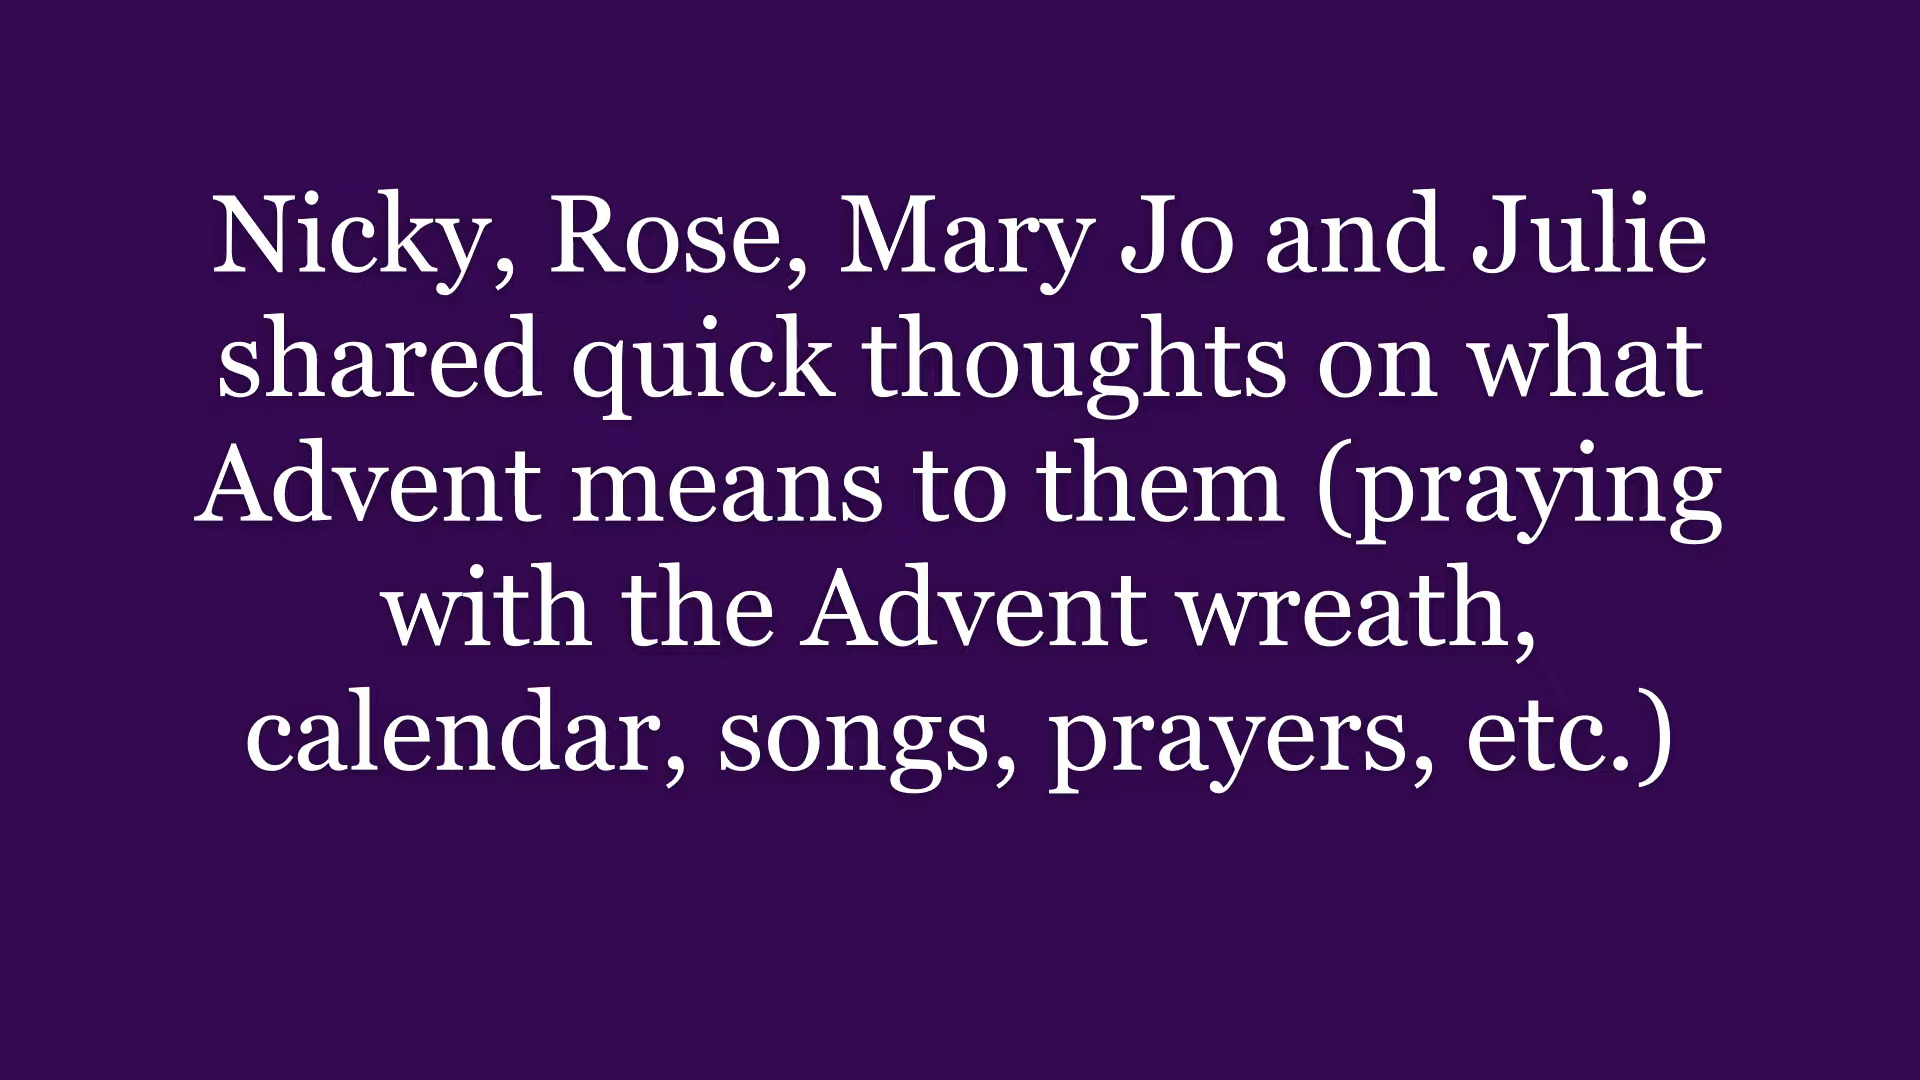 Nicky, Rose, Mary Jo and Julie
shared quick thoughts on what
Advent means to them (praying
with the Advent wreath,
calendar, songs, prayers, etc.)